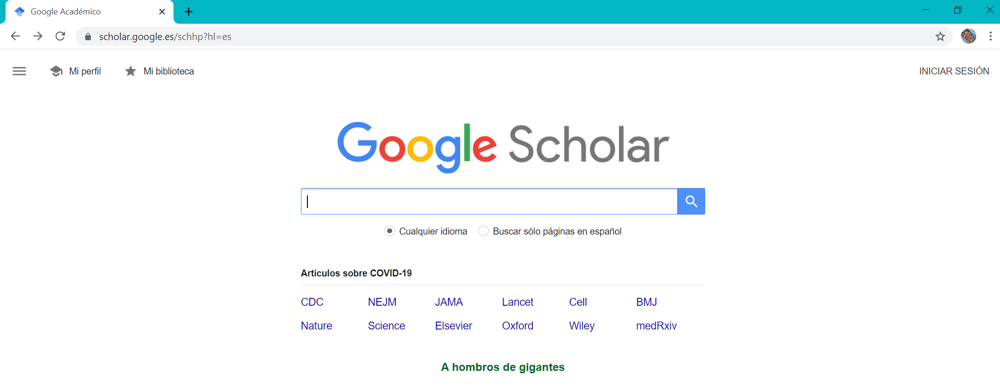 Google Académico
scholar.google.es/schhp?hl=es
Mi perfil Mi biblioteca INICIAR SESIÓN
Google Scholar
Cualquier idioma Buscar sólo páginas en español
Artículos sobre COVID-19
CDC NEJM JAMA Lancet Cell BMJ
Nature Science Elsevier Oxford Wiley medRxiv
A hombros de gigantes